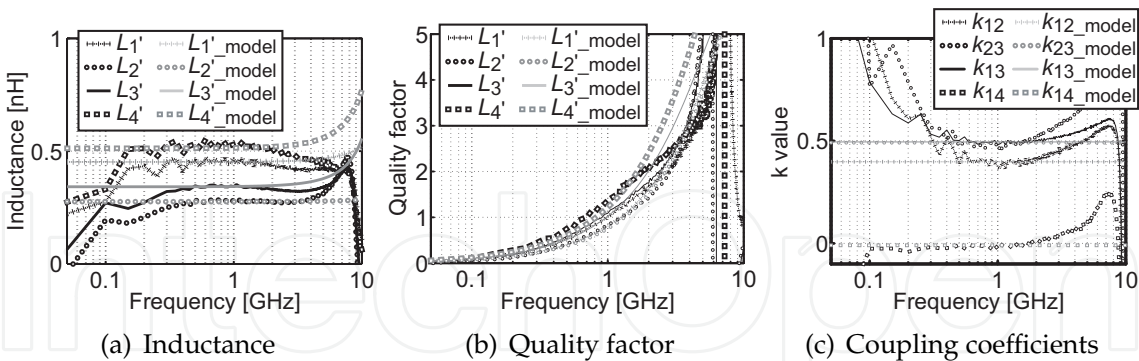 L1' L1'_model
L2' L2'_model
L3' L3'_model
L4' L4'_model
Inductance [nH]
1
0.5
0
0.1 1 10
Frequency [GHz]
(a) Inductance
L1' L1'_model
L2' L2'_model
L3' L3'_model
L4' L4'_model
Quality factor
5
4
3
2
1
0
0.1 1 10
Frequency [GHz]
(b) Quality factor
k12 k12_model
k23 k23_model
k13 k13_model
k14 k14_model
k value
1
0.5
0
0.1 1 10
Frequency [GHz]
(c) Coupling coefficients
IntechOpen